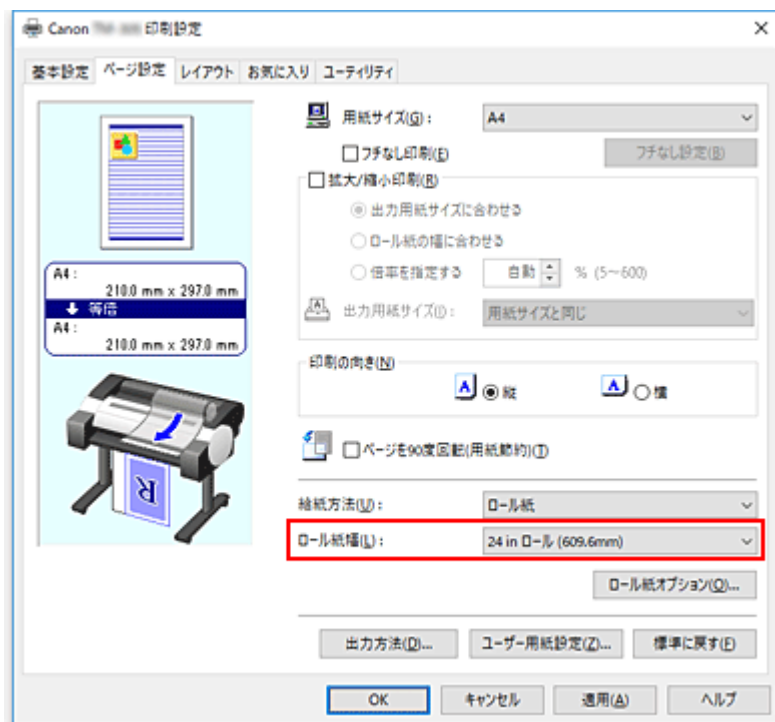 Canon 印刷設定
基本設定 ページ設定 レイアウト お気に入り ユーティリティ
用紙サイズ(G): A4
フチなし印刷(E) フチなし設定(B)
拡大/縮小印刷(R)
出力用紙サイズに合わせる
ロール紙の幅に合わせる
倍率を指定する 自動 % (5~600)
出力用紙サイズ(I): 用紙サイズと同じ
A4:
210.0 mm x 297.0 mm
等倍
A4:
210.0 mm x 297.0 mm
印刷の向き(N)
A 縦 A 横
ページを90度回転(用紙節約)(T)
R
給紙方法(U): ロール紙
ロール紙幅(L): 24 in ロール (609.6mm)
ロール紙オプション(O)...
出力方法(D)... ユーザー用紙設定(Z)... 標準に戻す(F)
OK キャンセル 適用(A) ヘルプ